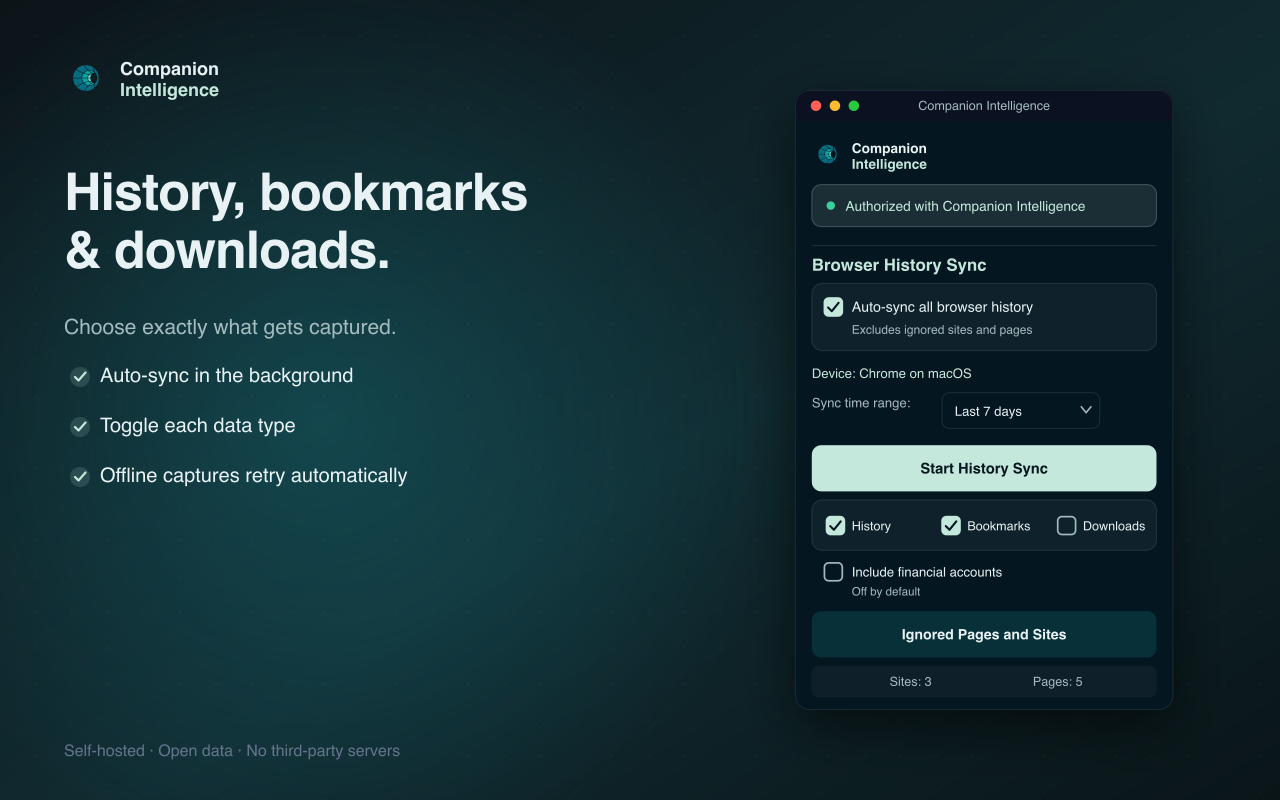 Companion
Intelligence
History, bookmarks
& downloads.
Choose exactly what gets captured.
Auto-sync in the background
Toggle each data type
Offline captures retry automatically
Self-hosted · Open data · No third-party servers
Companion Intelligence
Companion
Intelligence
Authorized with Companion Intelligence
Browser History Sync
Auto-sync all browser history
Excludes ignored sites and pages
Device: Chrome on macOS
Sync time range: Last 7 days
Start History Sync
History Bookmarks Downloads
Include financial accounts
Off by default
Ignored Pages and Sites
Sites: 3 Pages: 5